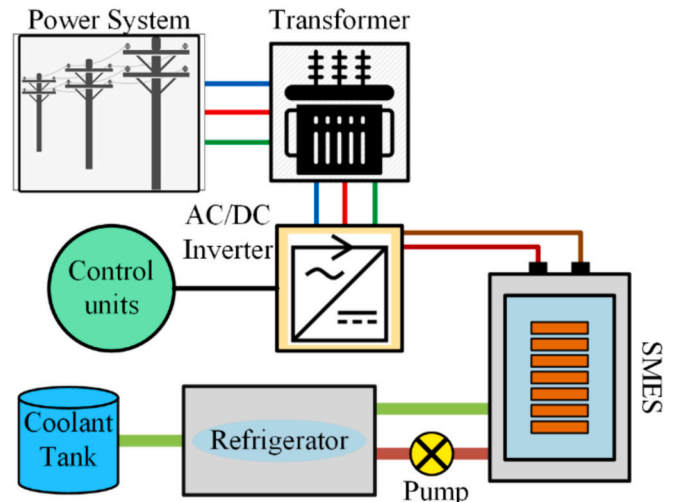 Power System
Transformer
AC/DC
Inverter
Control
units
SMES
Coolant
Tank
Refrigerator
Pump